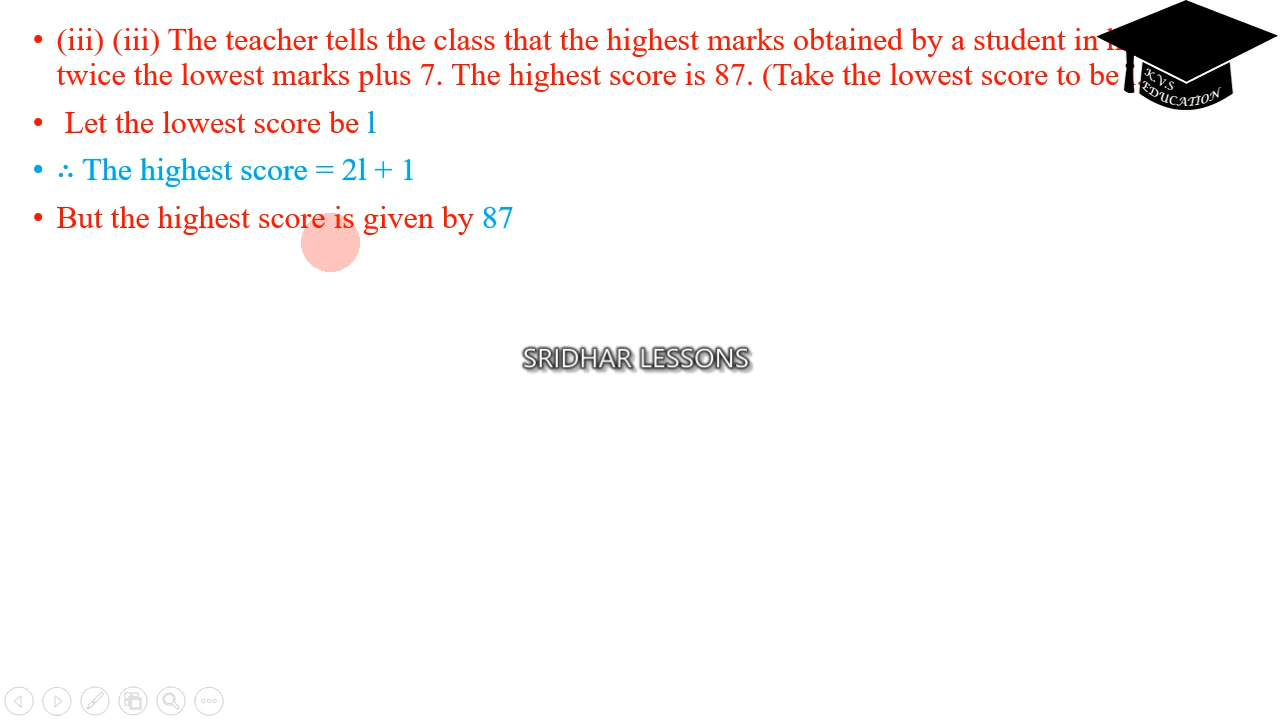 • (iii) (iii) The teacher tells the class that the highest marks obtained by a student in
twice the lowest marks plus 7. The highest score is 87. (Take the lowest score to be
• Let the lowest score be l
• ∴ The highest score = 2l + 1
• But the highest score is given by 87
K.V.S
EDUCATION
SRIDHAR LESSONS